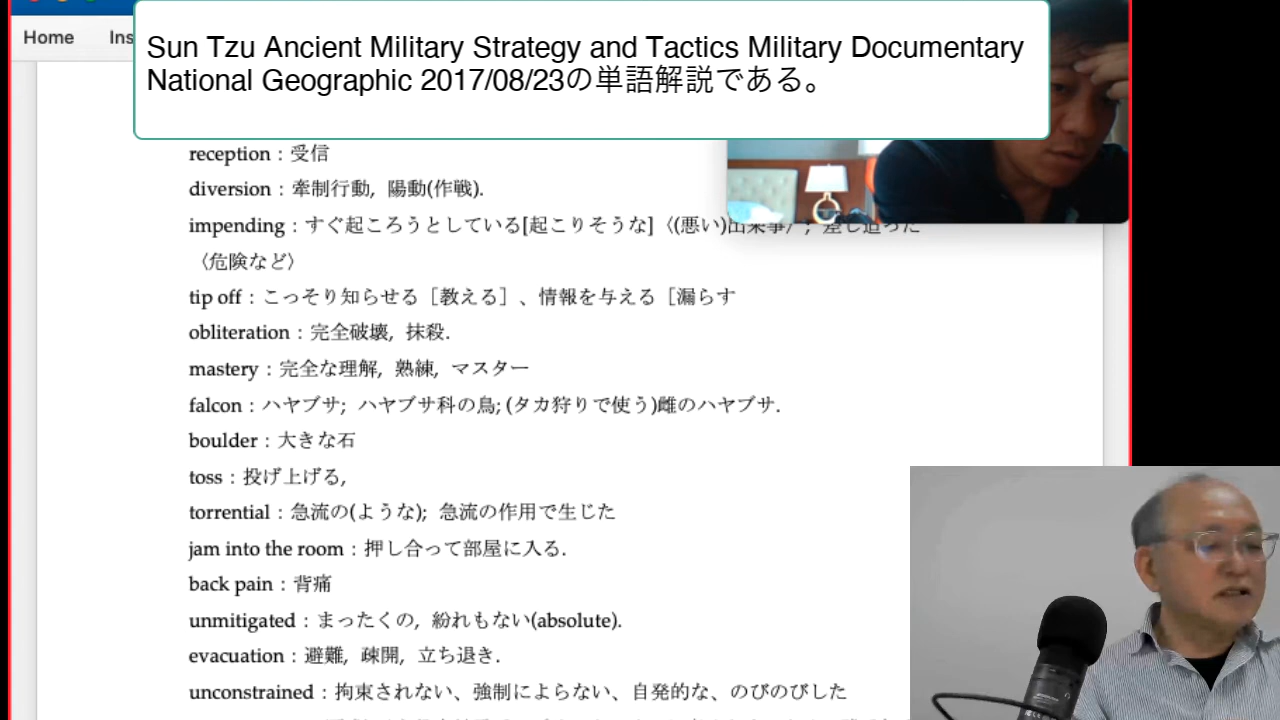 Home Ins
Sun Tzu Ancient Military Strategy and Tactics Military Documentary
National Geographic 2017/08/23の単語解説である。
reception：受信
diversion：牽制行動, 陽動(作戦).
impending：すぐ起ころうとしている[起こりそうな]〈(悪い)出来事〉; 差し迫った
〈危険など〉
tip off：こっそり知らせる［教える］、情報を与える［漏らす
obliteration：完全破壊, 抹殺.
mastery：完全な理解, 熟練, マスター
falcon：ハヤブサ; ハヤブサ科の鳥; (タカ狩りで使う)雌のハヤブサ.
boulder：大きな石
toss：投げ上げる,
torrential：急流の(ような); 急流の作用で生じた
jam into the room：押し合って部屋に入る.
back pain：背痛
unmitigated：まったくの, 紛れもない(absolute).
evacuation：避難, 疎開, 立ち退き.
unconstrained：拘束されない、強制によらない、自発的な、のびのびした